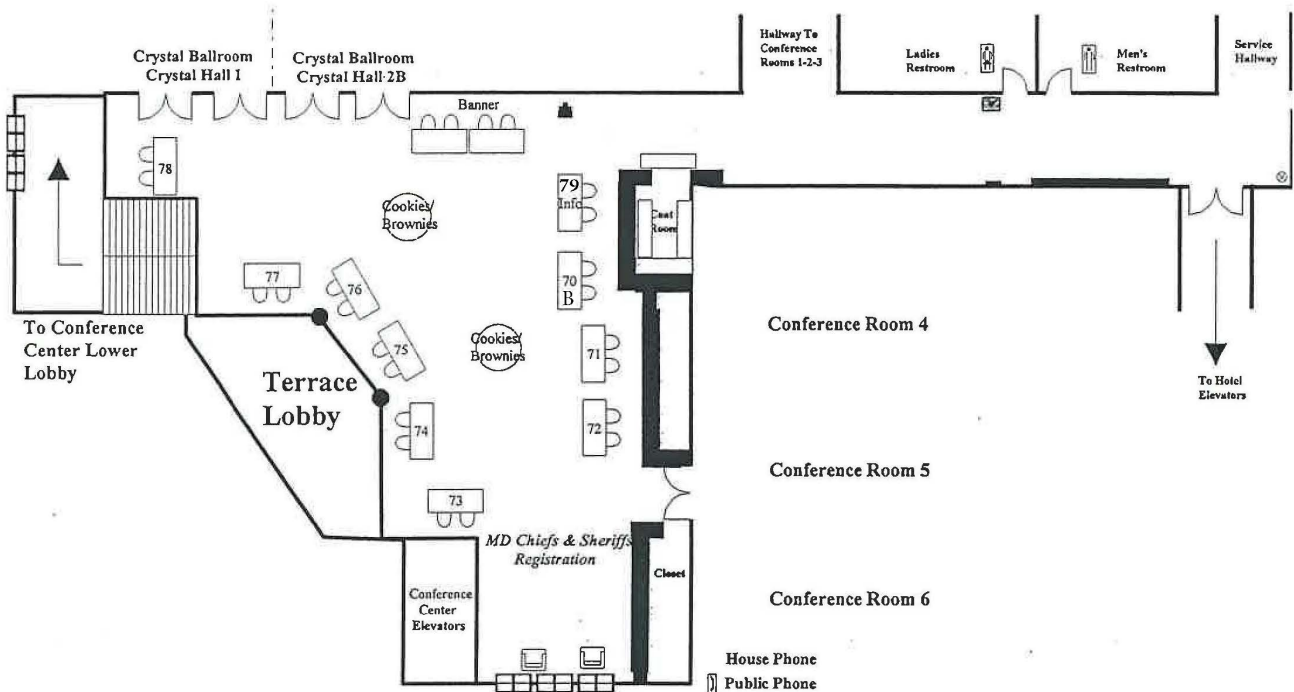 Crystal Ballroom
Crystal Hall 1
Crystal Ballroom
Crystal Hall 2B
Banner
Hallway To
Conference
Rooms 1-2-3
Ladies
Restroom
Men's
Restroom
Service
Hallway
78
Cookies/
Brownies
79
Info
Coat
Room
77
76
70
B
To Conference
Center Lower
Lobby
Terrace
Lobby
75
Cookies/
Brownies
71
Conference Room 4
To Hotel
Elevators
74
72
Conference Room 5
73
MD Chiefs & Sheriffs
Registration
Closet
Conference
Center
Elevators
Conference Room 6
House Phone
Public Phone